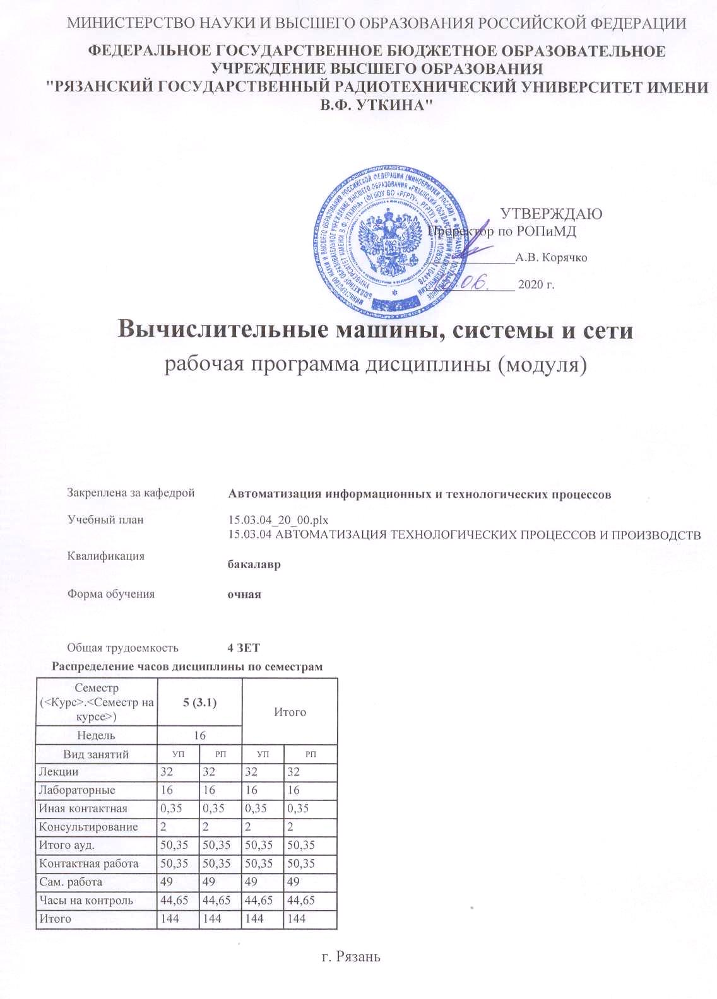 МИНИСТЕРСТВО НАУКИ И ВЫСШЕГО ОБРАЗОВАНИЯ РОССИЙСКОЙ ФЕДЕРАЦИИ
ФЕДЕРАЛЬНОЕ ГОСУДАРСТВЕННОЕ БЮДЖЕТНОЕ ОБРАЗОВАТЕЛЬНОЕ
УЧРЕЖДЕНИЕ ВЫСШЕГО ОБРАЗОВАНИЯ
"РЯЗАНСКИЙ ГОСУДАРСТВЕННЫЙ РАДИОТЕХНИЧЕСКИЙ УНИВЕРСИТЕТ ИМЕНИ
В.Ф. УТКИНА"
УТВЕРЖДАЮ
Проректор по РОПиМД
А.В. Корячко
06. 2020 г.
Вычислительные машины, системы и сети
рабочая программа дисциплины (модуля)
Закреплена за кафедрой Автоматизация информационных и технологических процессов
Учебный план 15.03.04_20_00.plx
15.03.04 АВТОМАТИЗАЦИЯ ТЕХНОЛОГИЧЕСКИХ ПРОЦЕССОВ И ПРОИЗВОДСТВ
Квалификация бакалавр
Форма обучения очная
Общая трудоемкость 4 ЗЕТ
Распределение часов дисциплины по семестрам
Семестр
(<Курс>.<Семестр на
курсе>) 5 (3.1) Итого
Недель 16
Вид занятий УП РП УП РП
Лекции 32 32 32 32
Лабораторные 16 16 16 16
Иная контактная 0,35 0,35 0,35 0,35
Консультирование 2 2 2 2
Итого ауд. 50,35 50,35 50,35 50,35
Контактная работа 50,35 50,35 50,35 50,35
Сам. работа 49 49 49 49
Часы на контроль 44,65 44,65 44,65 44,65
Итого 144 144 144 144
г. Рязань